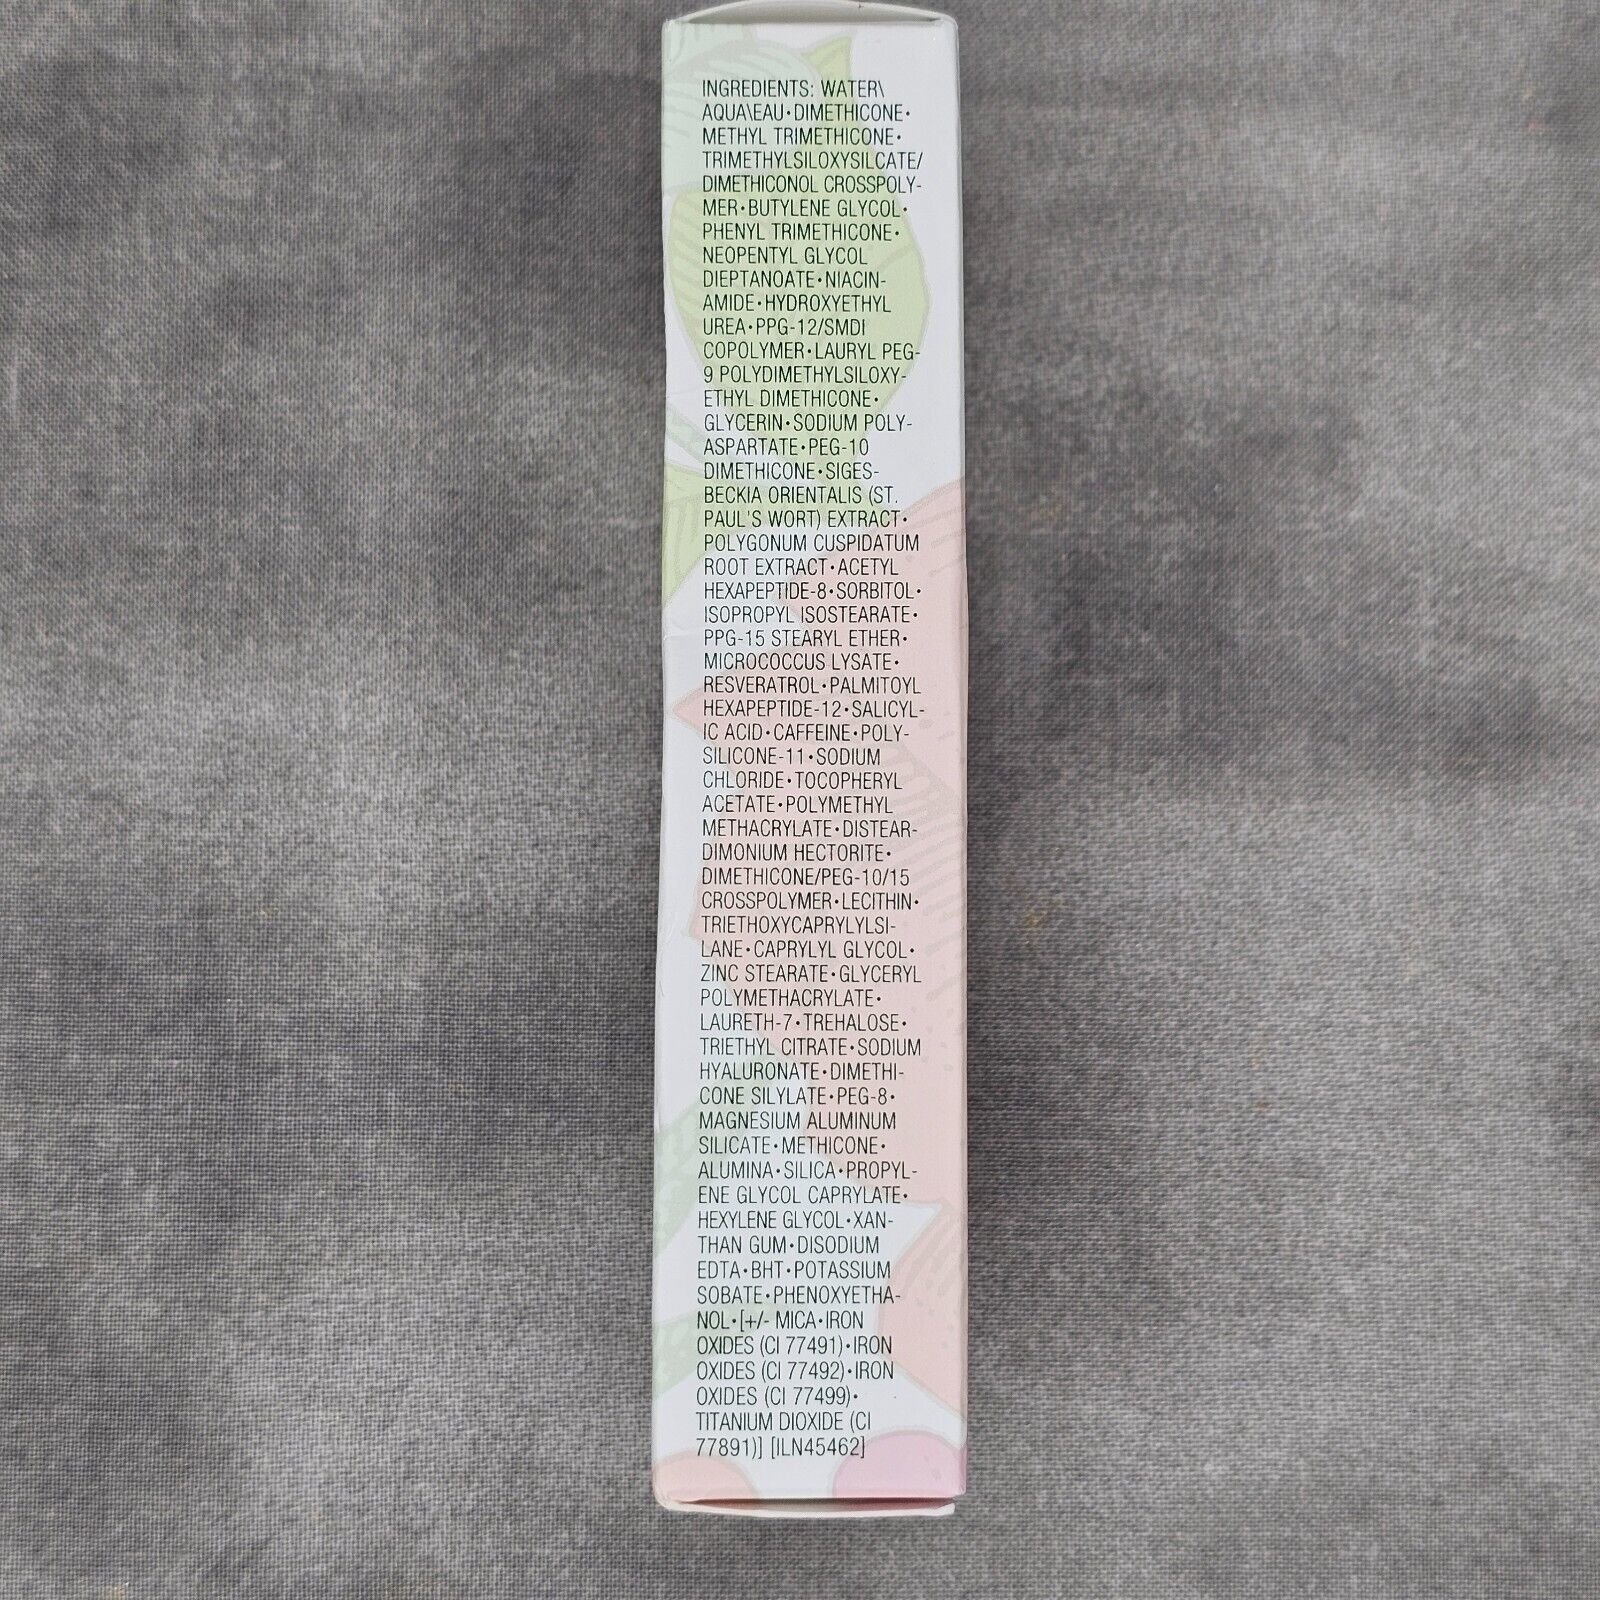 INGREDIENTS: WATER\
AQUA\EAU•DIMETHICONE•
METHYL TRIMETHICONE•
TRIMETHYLSILOXYSILCATE/
DIMETHICONOL CROSSPOLY-
MER•BUTYLENE GLYCOL•
PHENYL TRIMETHICONE•
NEOPENTYL GLYCOL
DIEPTANOATE•NIACIN-
AMIDE•HYDROXYETHYL
UREA•PPG-12/SMDI
COPOLYMER•LAURYL PEG-
9 POLYDIMETHYLSILOXY-
ETHYL DIMETHICONE•
GLYCERIN•SODIUM POLY-
ASPARTATE•PEG-10
DIMETHICONE•SIGES-
BECKIA ORIENTALIS (ST.
PAUL'S WORT) EXTRACT•
POLYGONUM CUSPIDATUM
ROOT EXTRACT•ACETYL
HEXAPEPTIDE-8•SORBITOL•
ISOPROPYL ISOSTEARATE•
PPG-15 STEARYL ETHER•
MICROCOCCUS LYSATE•
RESVERATROL•PALMITOYL
HEXAPEPTIDE-12•SALICYL-
IC ACID•CAFFEINE•POLY-
SILICONE-11•SODIUM
CHLORIDE•TOCOPHERYL
ACETATE•POLYMETHYL
METHACRYLATE•DISTEAR-
DIMONIUM HECTORITE•
DIMETHICONE/PEG-10/15
CROSSPOLYMER•LECITHIN•
TRIETHOXYCAPRYLYLSI-
LANE•CAPRYLYL GLYCOL•
ZINC STEARATE•GLYCERYL
POLYMETHACRYLATE•
LAURETH-7•TREHALOSE•
TRIETHYL CITRATE•SODIUM
HYALURONATE•DIMETHI-
CONE SILYLATE•PEG-8•
MAGNESIUM ALUMINUM
SILICATE•METHICONE•
ALUMINA•SILICA•PROPYL-
ENE GLYCOL CAPRYLATE•
HEXYLENE GLYCOL•XAN-
THAN GUM•DISODIUM
EDTA•BHT•POTASSIUM
SOBATE•PHENOXYETHA-
NOL•[+/- MICA•IRON
OXIDES (CI 77491)•IRON
OXIDES (CI 77492)•IRON
OXIDES (CI 77499)•
TITANIUM DIOXIDE (CI
77891)] [ILN45462]